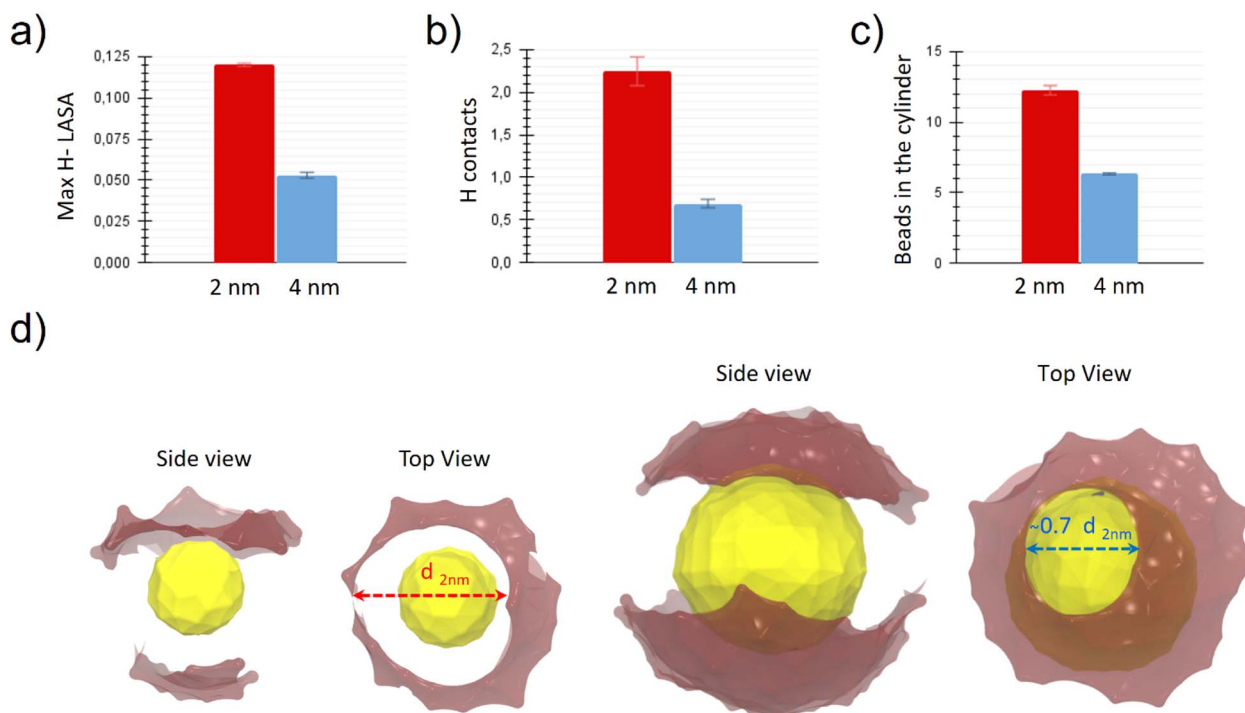 a)
0,125
0,100
0,075
0,050
0,025
0,000
Max H- LASA
2 nm 4 nm
b)
2,5
2,0
1,5
1,0
0,5
0,0
H contacts
2 nm 4 nm
c)
15
10
5
0
Beads in the cylinder
2 nm 4 nm
d)
Side view
Top View
d 2nm
Side view
Top View
~0.7 d 2nm